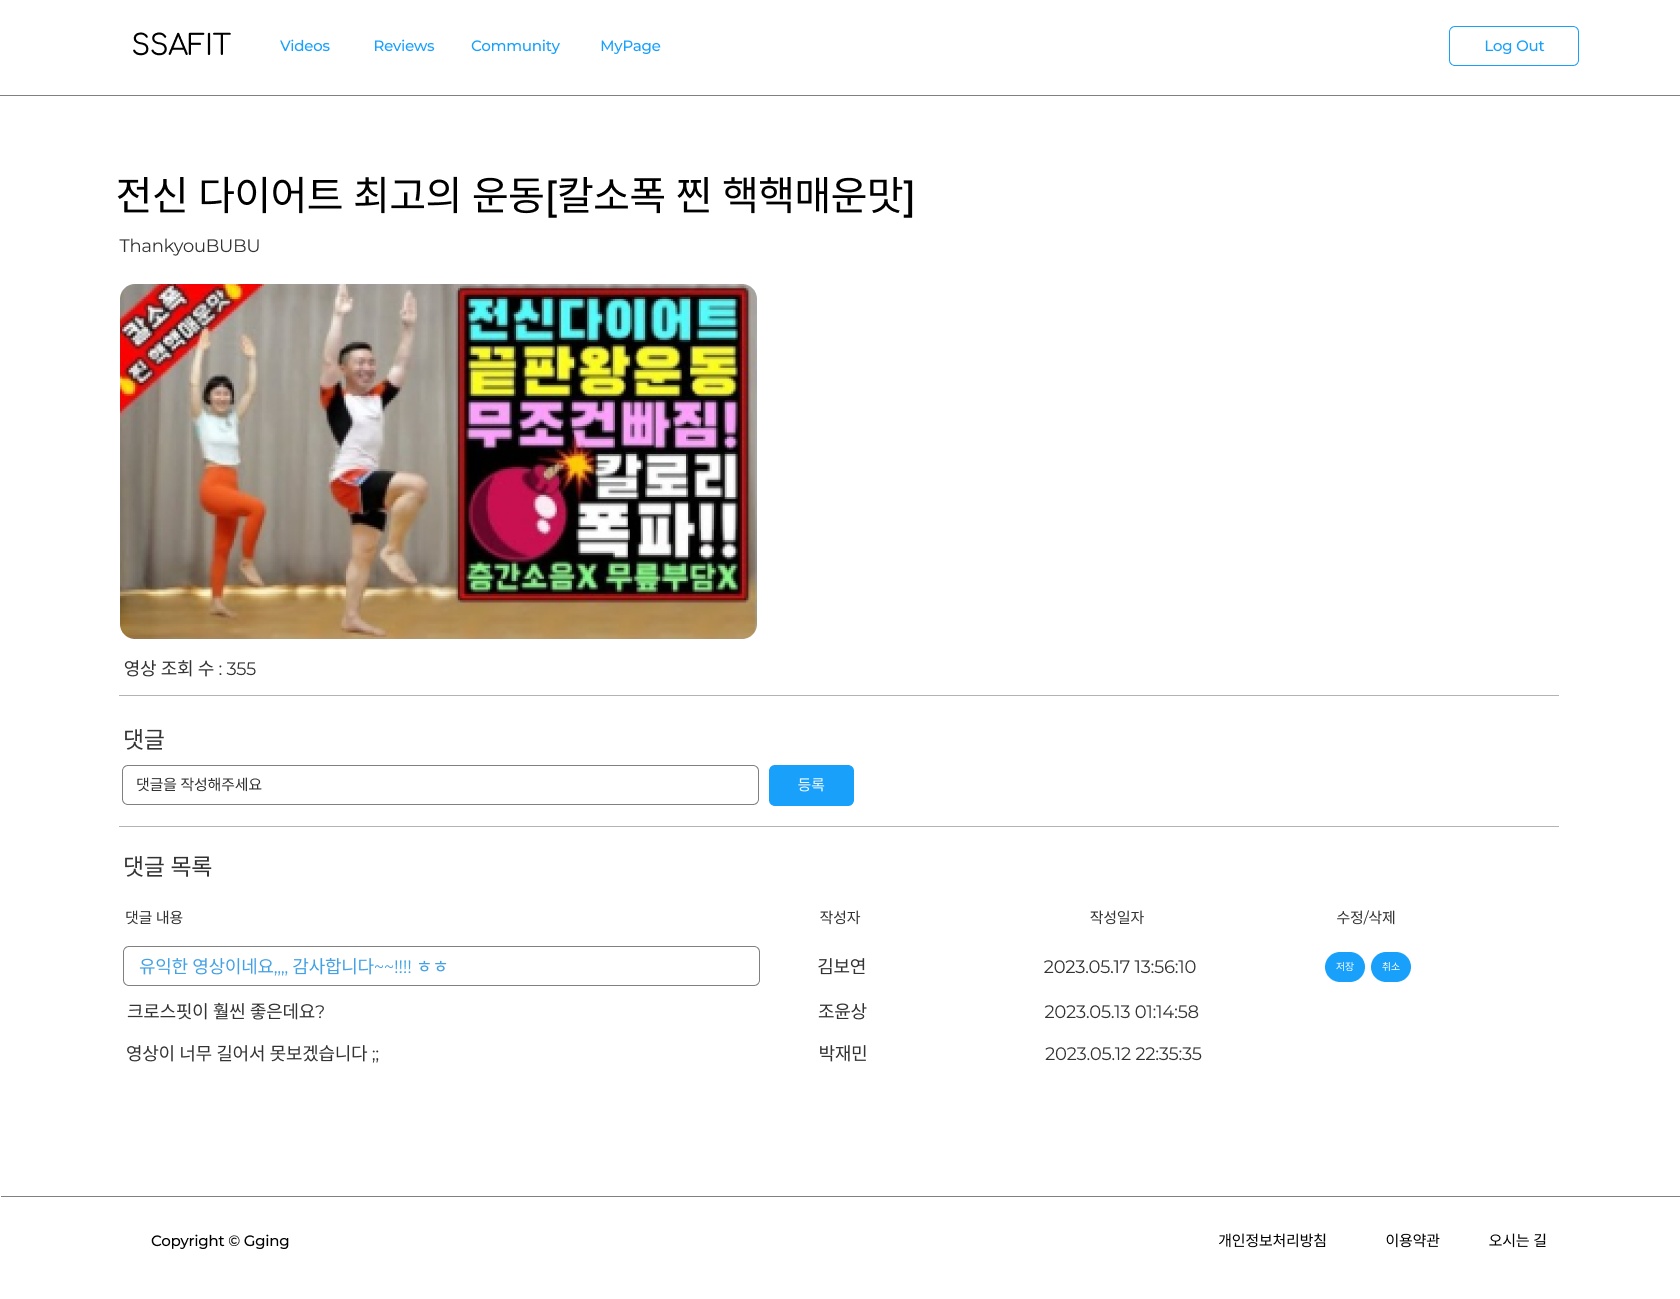 SSAFIT Videos Reviews Community MyPage Log Out
전신 다이어트 최고의 운동[칼소폭 찐 핵핵매운맛]
ThankyouBUBU
칼소폭
찐 핵핵매운맛
전신다이어트
끝판왕운동
무조건빠짐!
칼로리
폭파!!
층간소음X 무릎부담X
영상 조회 수 : 355
댓글
댓글을 작성해주세요 등록
댓글 목록
댓글 내용 작성자 작성일자 수정/삭제
유익한 영상이네요,,,, 감사합니다~~!!!! ㅎㅎ 김보연 2023.05.17 13:56:10 저장 취소
크로스핏이 훨씬 좋은데요? 조윤상 2023.05.13 01:14:58
영상이 너무 길어서 못보겠습니다 ;; 박재민 2023.05.12 22:35:35
Copyright © Gging 개인정보처리방침 이용약관 오시는 길